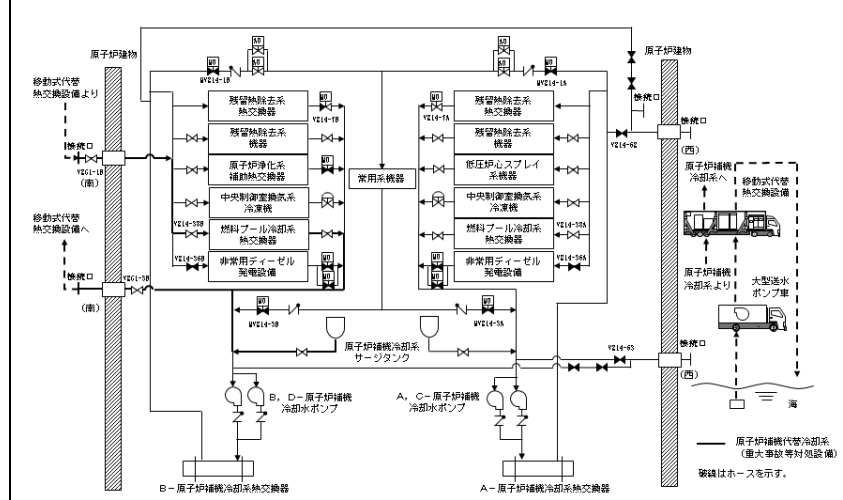 原子炉建物
原子炉建物
移動式代替
熱交換設備より
接続口
(南)
移動式代替
熱交換設備へ
接続口
(南)
MO
MO
MO
MO
MV214-1B
MV214-1A
残留熱除去系
熱交換器
残留熱除去系
機器
原子炉浄化系
補助熱交換器
中央制御室換気系
冷凍機
燃料プール冷却系
熱交換器
非常用ディーゼル
発電設備
MO
V214-7B
MO
MO
MO
V214-38B
V214-36B
常用系機器
残留熱除去系
熱交換器
残留熱除去系
機器
低圧炉心スプレイ
系機器
中央制御室換気系
冷凍機
燃料プール冷却系
熱交換器
非常用ディーゼル
発電設備
MO
V214-7A
MO
MO
V214-38A
V214-36A
MO
MV214-3B
MO
MV214-3A
原子炉補機冷却系
サージタンク
B,D-原子炉補機
冷却水ポンプ
A,C-原子炉補機
冷却水ポンプ
B-原子炉補機冷却系熱交換器
A-原子炉補機冷却系熱交換器
接続口
V214-62
接続口
(西)
V214-63
接続口
(西)
原子炉補機
冷却系へ
移動式代替
熱交換設備
原子炉補機
冷却系より
大型送水
ポンプ車
海
原子炉補機代替冷却系
(重大事故等対処設備)
破線はホースを示す。